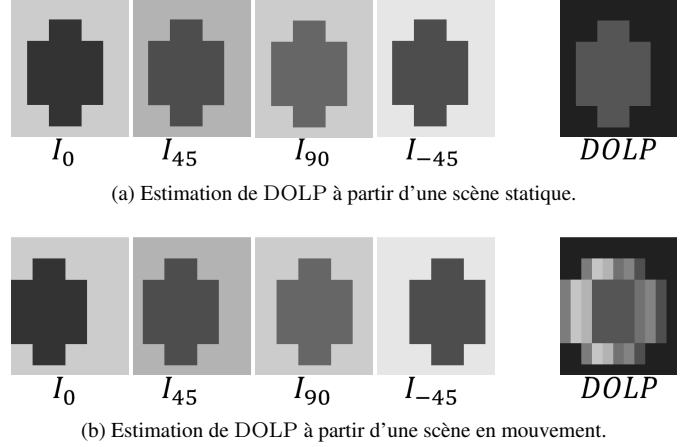 I₀ I₄₅ I₉₀ I₋₄₅ DOLP
(a) Estimation de DOLP à partir d'une scène statique.
I₀ I₄₅ I₉₀ I₋₄₅ DOLP
(b) Estimation de DOLP à partir d'une scène en mouvement.